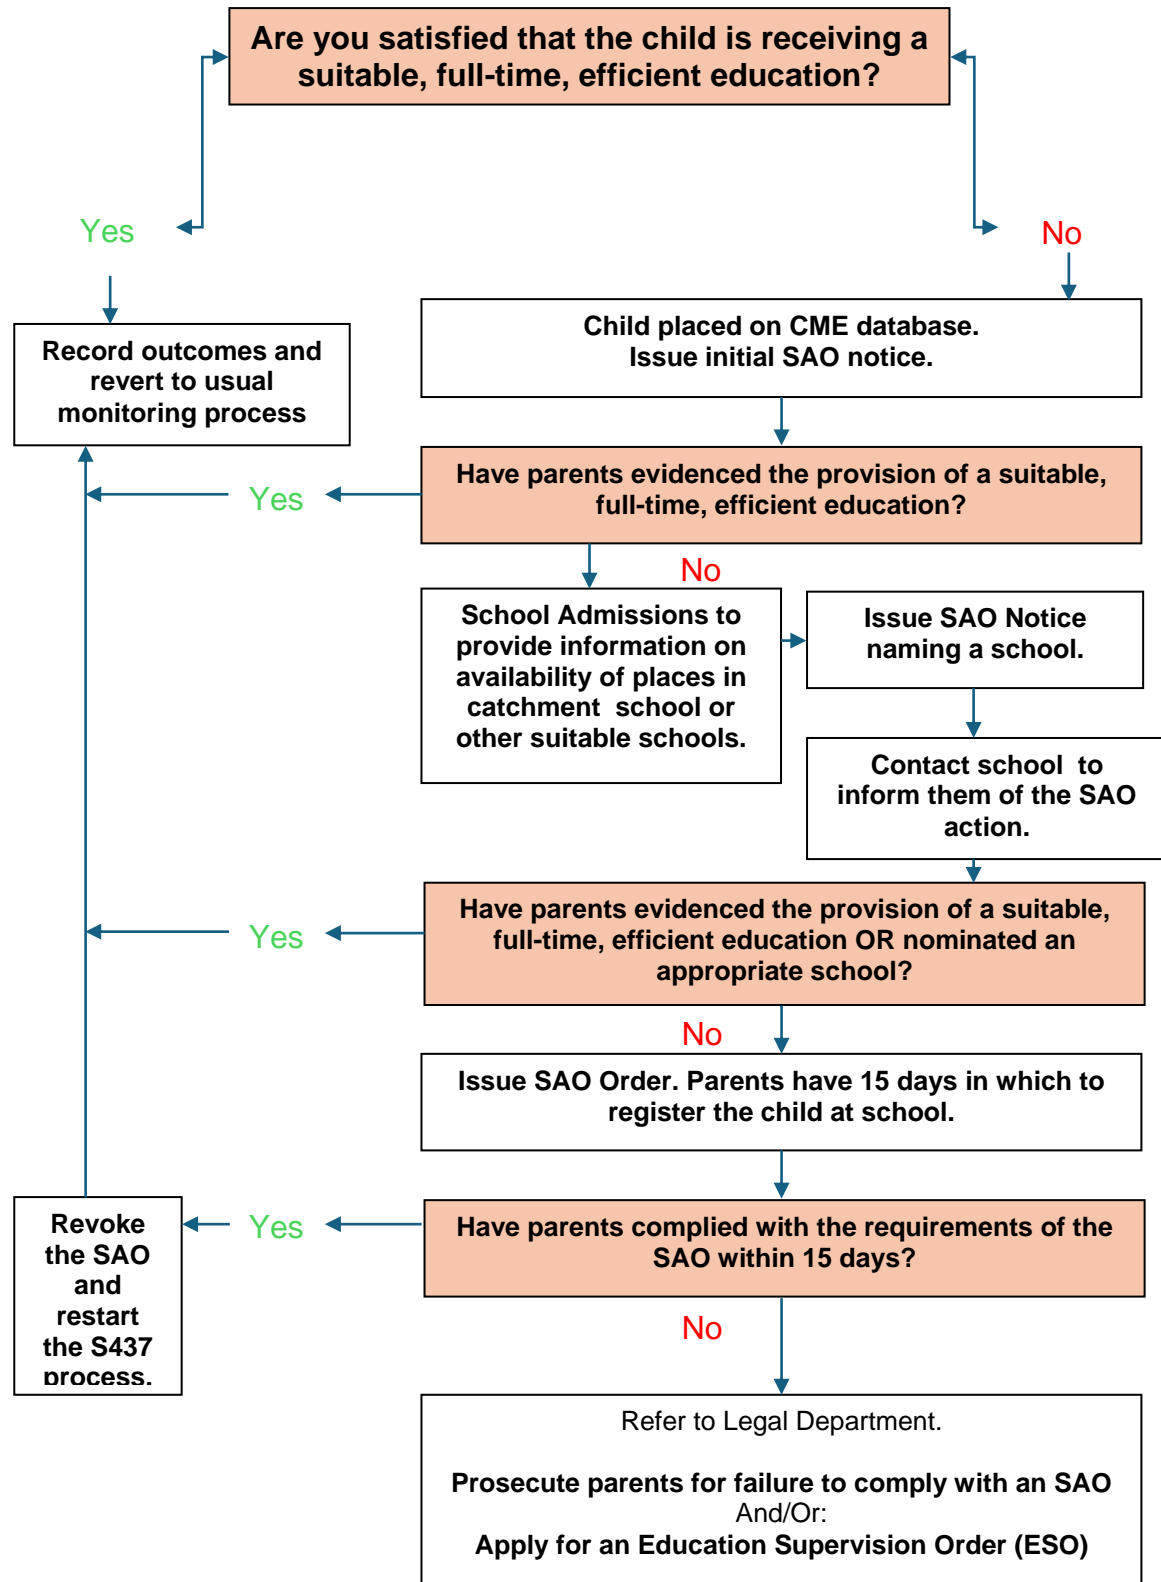 Are you satisfied that the child is receiving a
suitable, full-time, efficient education?
Yes
No
Record outcomes and
revert to usual
monitoring process
Child placed on CME database.
Issue initial SAO notice.
Have parents evidenced the provision of a suitable,
full-time, efficient education?
Yes
No
School Admissions to
provide information on
availability of places in
catchment school or
other suitable schools.
Issue SAO Notice
naming a school.
Contact school to
inform them of the SAO
action.
Have parents evidenced the provision of a suitable,
full-time, efficient education OR nominated an
appropriate school?
Yes
No
Issue SAO Order. Parents have 15 days in which to
register the child at school.
Have parents complied with the requirements of the
SAO within 15 days?
Yes
Revoke
the SAO
and
restart
the S437
process.
No
Refer to Legal Department.
Prosecute parents for failure to comply with an SAO
And/Or:
Apply for an Education Supervision Order (ESO)